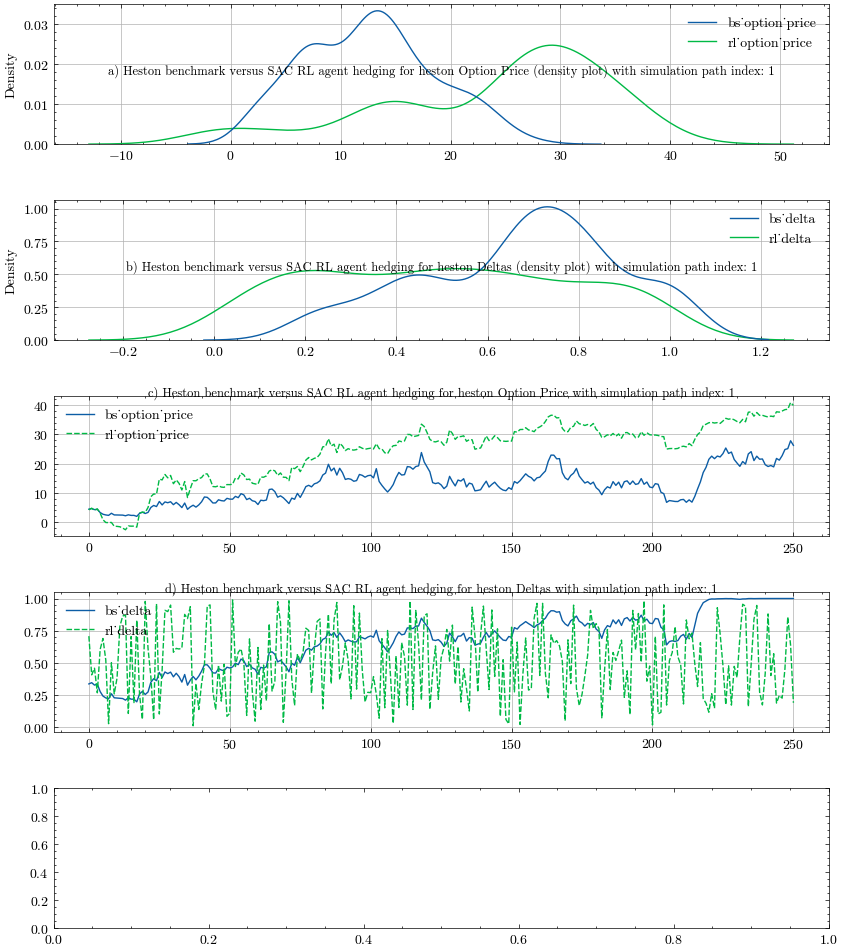 0.03
0.02
0.01
0.00
Density
bs˙option˙price
rl˙option˙price
a) Heston benchmark versus SAC RL agent hedging for heston Option Price (density plot) with simulation path index: 1
−10 0 10 20 30 40 50
1.00
0.75
0.50
0.25
0.00
Density
bs˙delta
rl˙delta
b) Heston benchmark versus SAC RL agent hedging for heston Deltas (density plot) with simulation path index: 1
−0.2 0.0 0.2 0.4 0.6 0.8 1.0 1.2
c) Heston benchmark versus SAC RL agent hedging for heston Option Price with simulation path index: 1
40
30
20
10
0
bs˙option˙price
rl˙option˙price
0 50 100 150 200 250
d) Heston benchmark versus SAC RL agent hedging for heston Deltas with simulation path index: 1
1.00
0.75
0.50
0.25
0.00
bs˙delta
rl˙delta
0 50 100 150 200 250
1.0
0.8
0.6
0.4
0.2
0.0
0.0 0.2 0.4 0.6 0.8 1.0